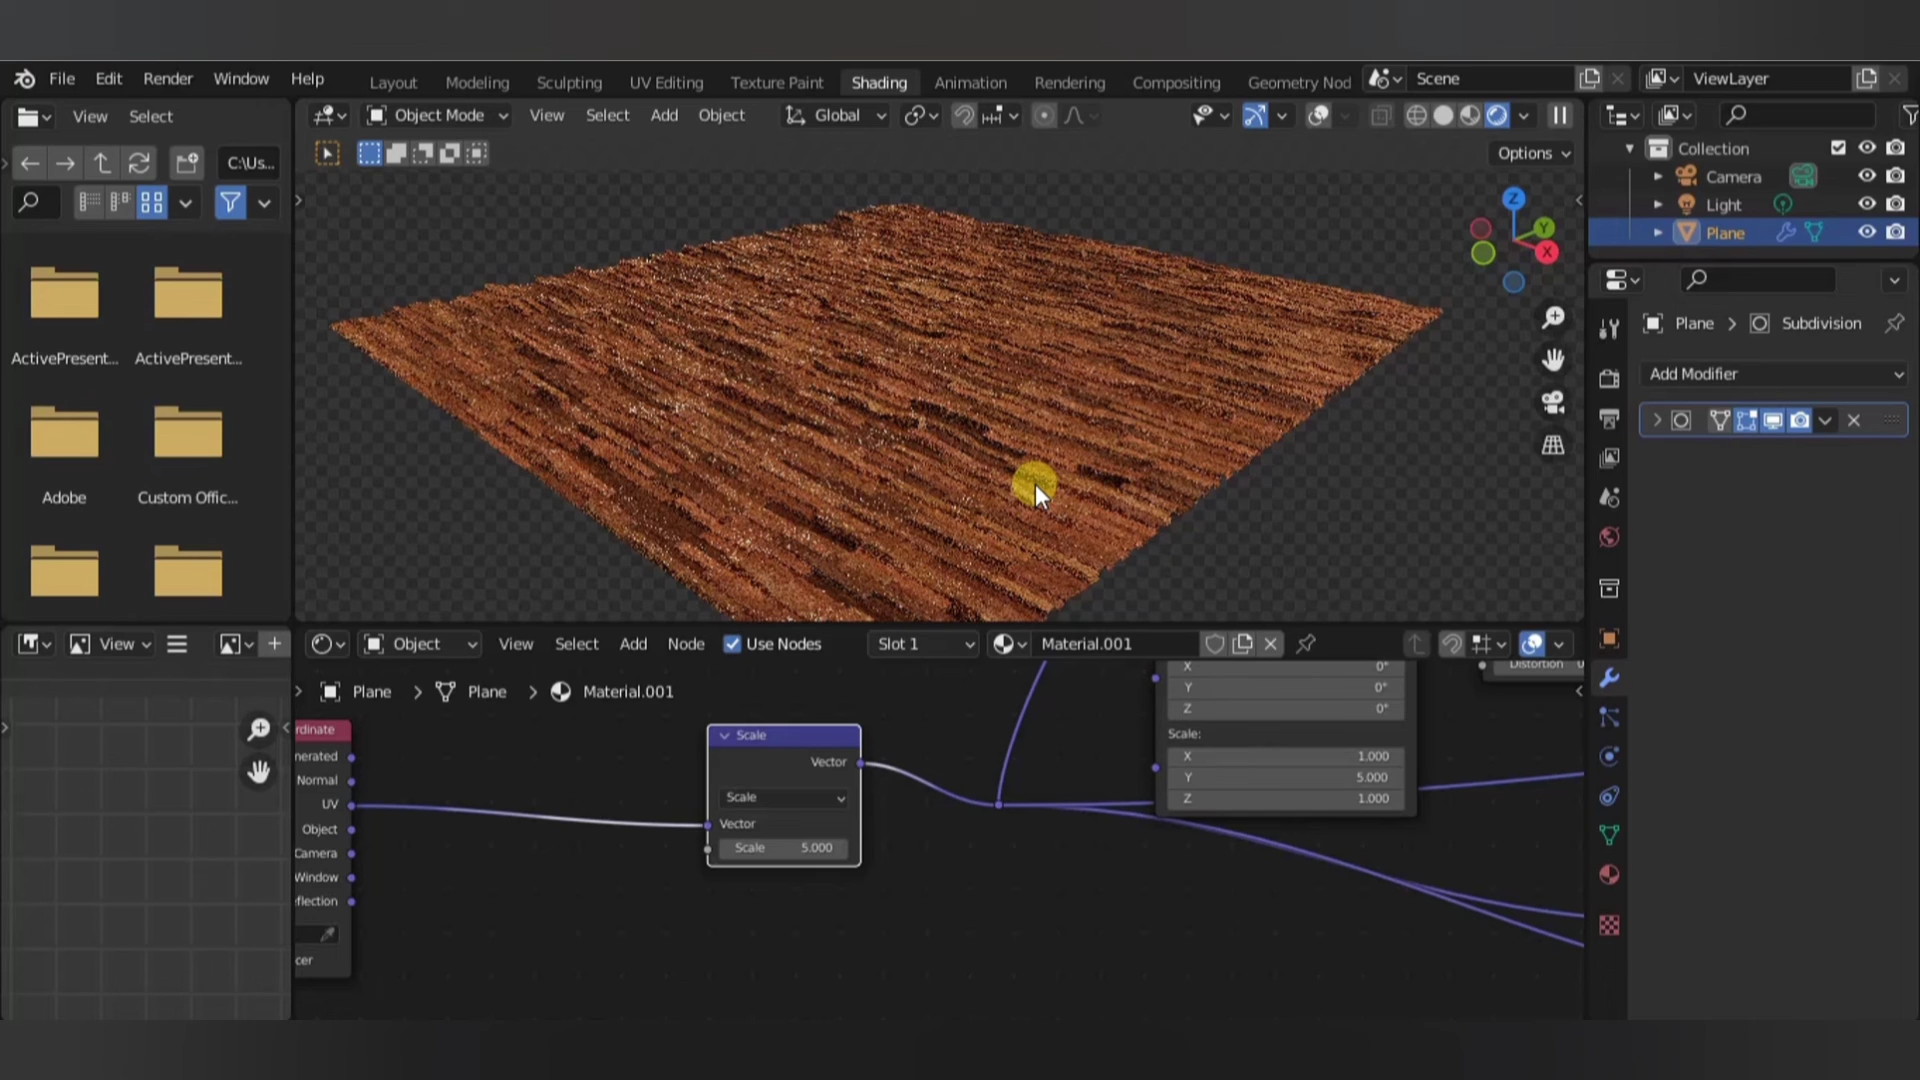 File Edit Render Window Help
Layout Modeling Sculpting UV Editing Texture Paint Shading Animation Rendering Compositing Geometry Nod
Scene
ViewLayer
View Select
Object Mode View Select Add Object Global
C:\Us...
Options
Z
Y
X
Collection
Camera
Light
Plane
Plane > Subdivision
Add Modifier
ActivePresent... ActivePresent...
Adobe Custom Offic...
View
Object View Select Add Node Use Nodes Slot 1 Material.001
Plane > Plane > Material.001
rdinate
nerated
Normal
UV
Object
Camera
Window
eflection
cer
Scale
Vector
Scale
Vector
Scale 5.000
X 0°
Y 0°
Z 0°
Scale:
X 1.000
Y 5.000
Z 1.000
Distortion